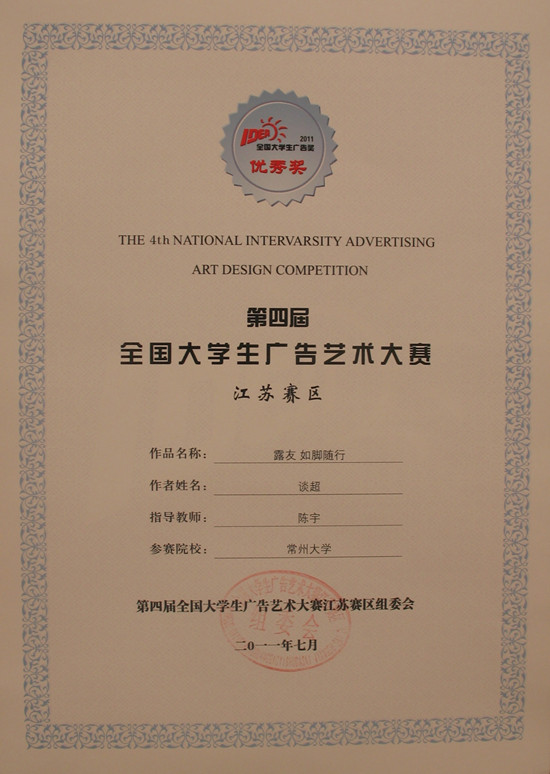 IDEA
2011
全国大学生广告奖
优秀奖
THE 4th NATIONAL INTERVARSITY ADVERTISING
ART DESIGN COMPETITION
第四届
全国大学生广告艺术大赛
江苏赛区
作品名称: 露友 如脚随行
作者姓名: 谈超
指导教师: 陈宇
参赛院校: 常州大学
第四届全国大学生广告艺术大赛江苏赛区组委会
组委会
二0一一年七月